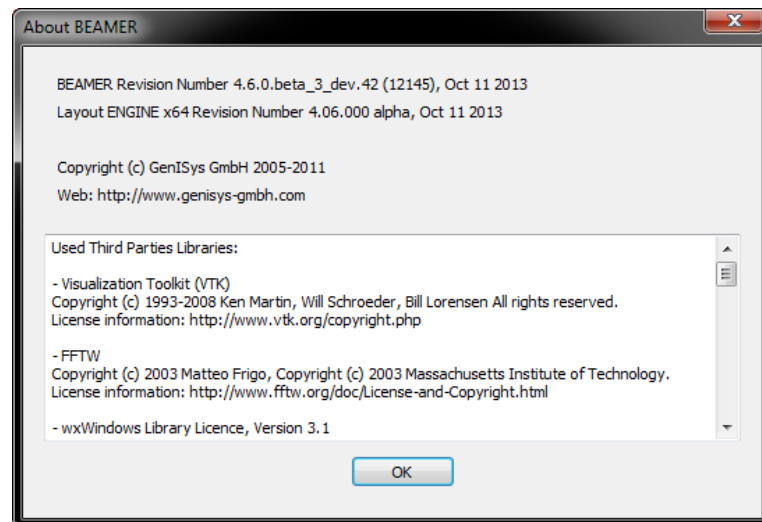 About BEAMER
BEAMER Revision Number 4.6.0.beta_3_dev.42 (12145), Oct 11 2013
Layout ENGINE x64 Revision Number 4.06.000 alpha, Oct 11 2013
Copyright (c) GenISys GmbH 2005-2011
Web: http://www.genisys-gmbh.com
Used Third Parties Libraries:
- Visualization Toolkit (VTK)
Copyright (c) 1993-2008 Ken Martin, Will Schroeder, Bill Lorensen All rights reserved.
License information: http://www.vtk.org/copyright.php
- FFTW
Copyright (c) 2003 Matteo Frigo, Copyright (c) 2003 Massachusetts Institute of Technology.
License information: http://www.fftw.org/doc/License-and-Copyright.html
- wxWindows Library Licence, Version 3.1
OK